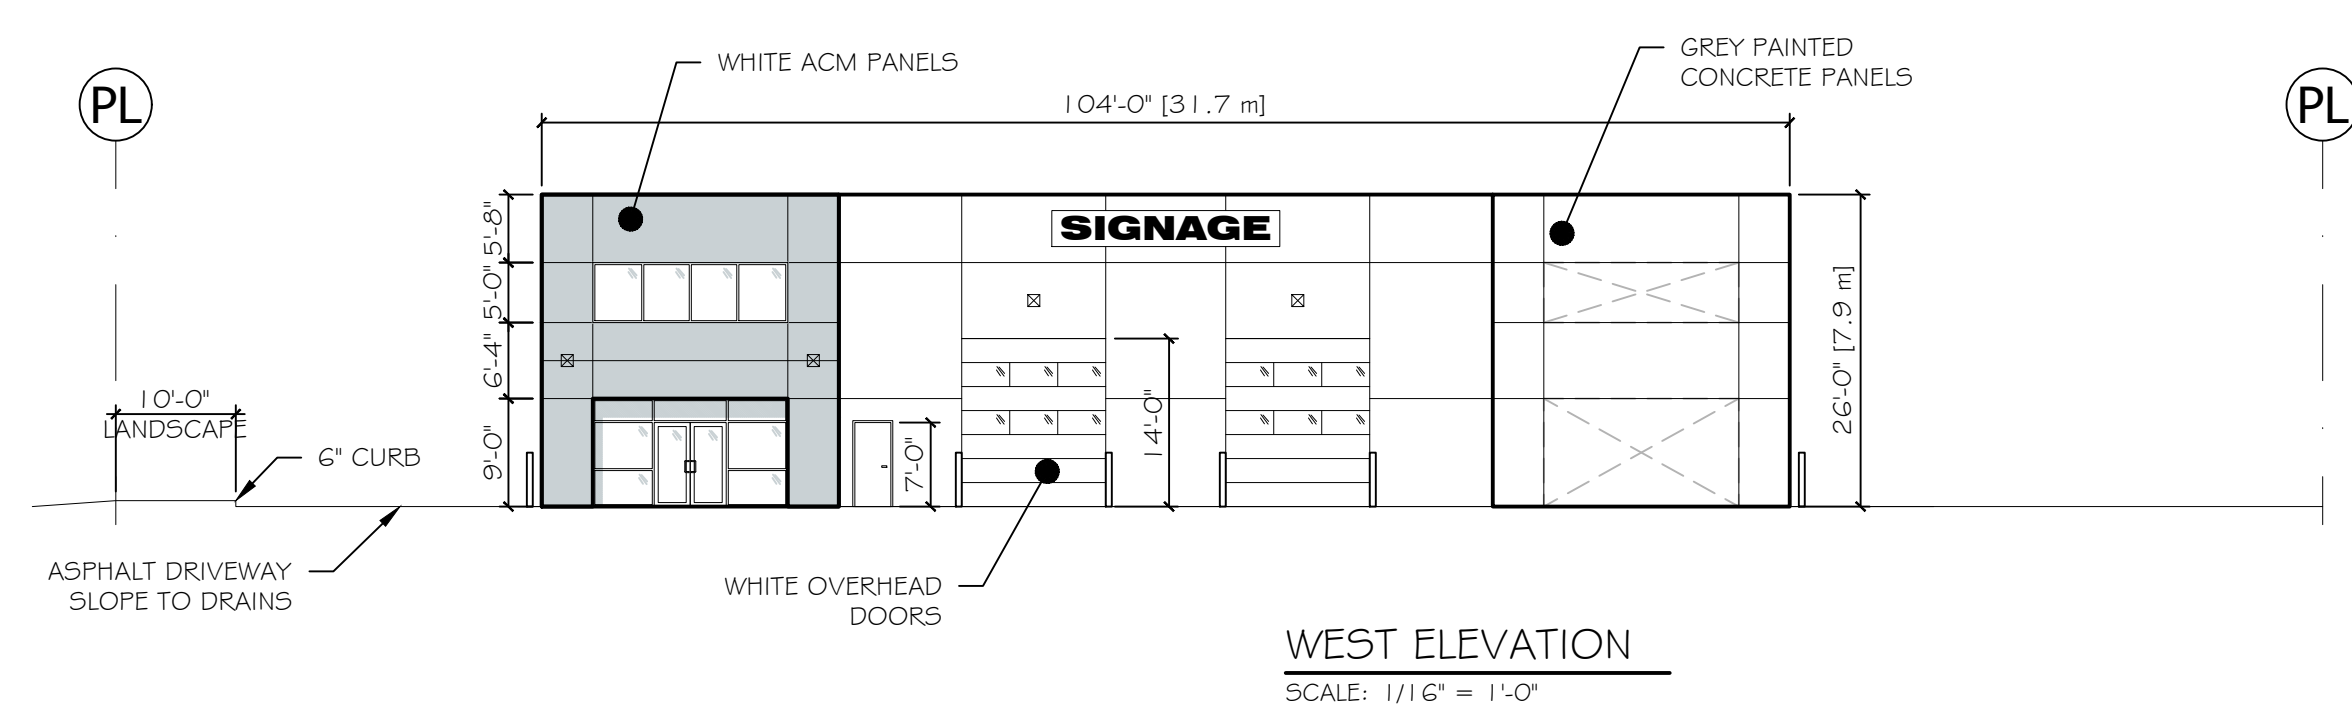 PL
WHITE ACM PANELS
GREY PAINTED
CONCRETE PANELS
PL
104'-0" [31.7 m]
SIGNAGE
5'-8"
5'-0"
6'-4"
9'-0"
26'-0" [7.9 m]
14'-0"
7'-0"
10'-0"
LANDSCAPE
6" CURB
ASPHALT DRIVEWAY
SLOPE TO DRAINS
WHITE OVERHEAD
DOORS
WEST ELEVATION
SCALE: 1/16" = 1'-0"